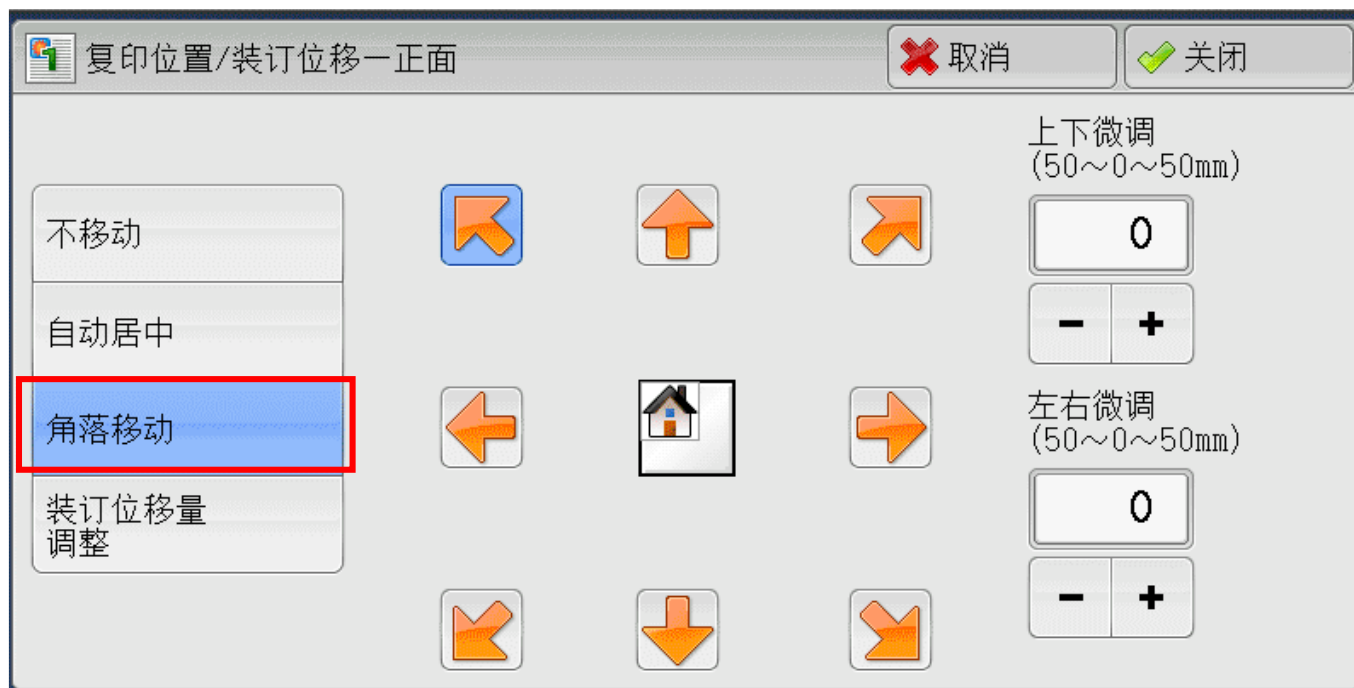 复印位置/装订位移－正面
取消
关闭
不移动
自动居中
角落移动
装订位移量
调整
上下微调
(50～0～50mm)
0
- +
左右微调
(50～0～50mm)
0
- +